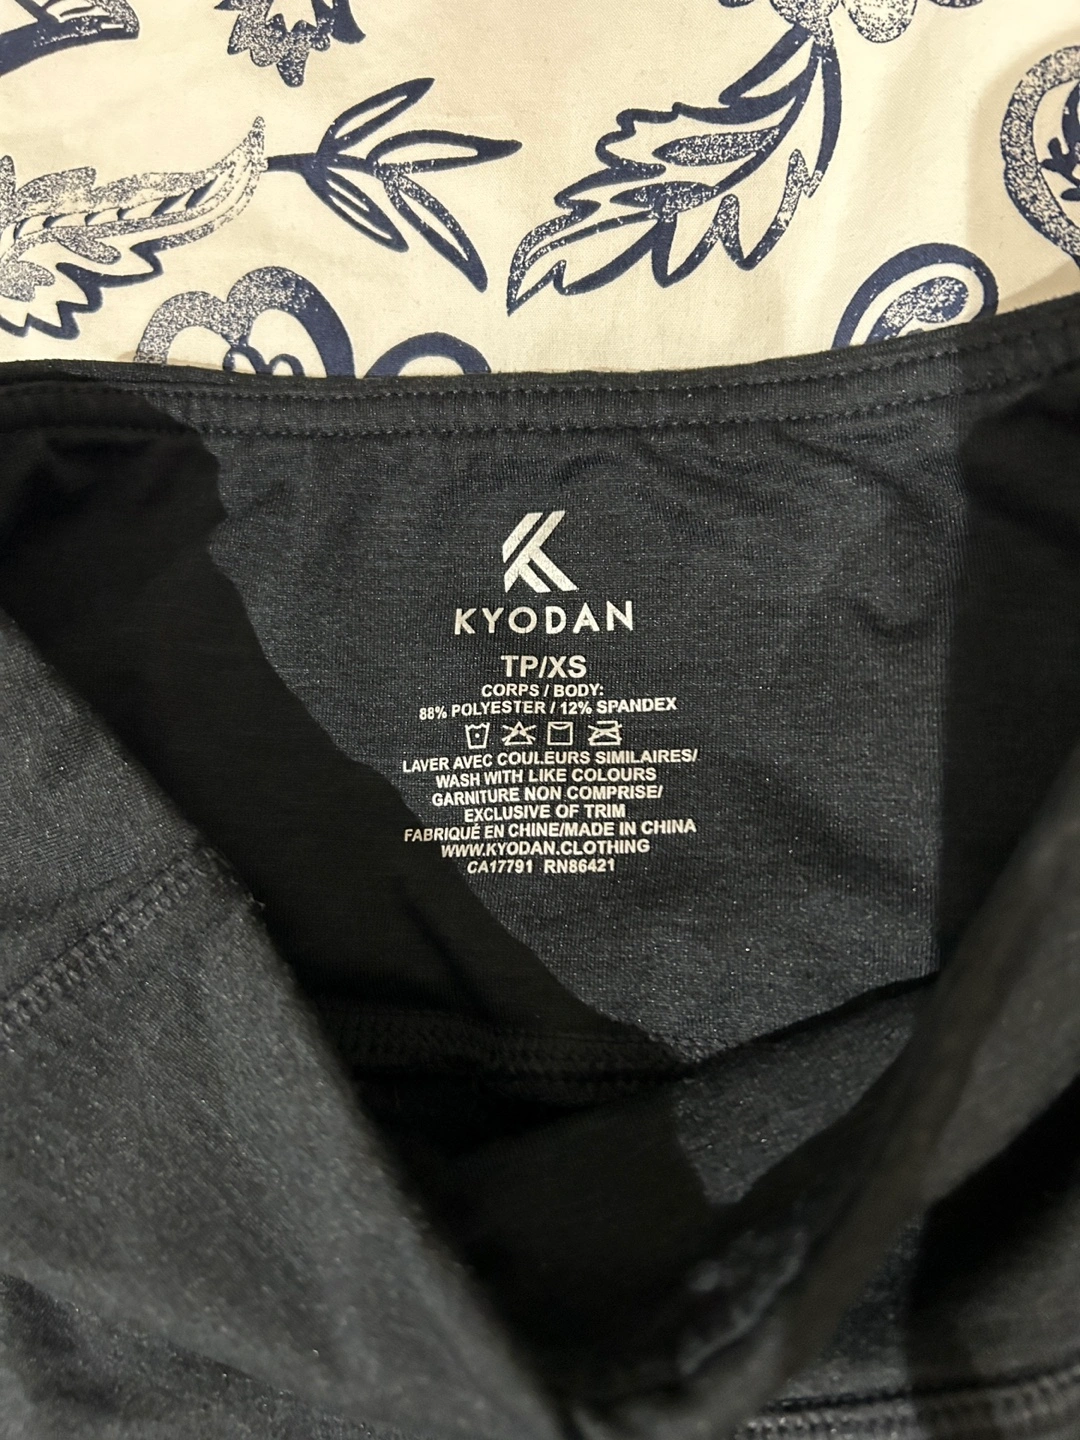 KYODAN
TP/XS
CORPS / BODY:
88% POLYESTER / 12% SPANDEX
LAVER AVEC COULEURS SIMILAIRES/
WASH WITH LIKE COLOURS
GARNITURE NON COMPRISE/
EXCLUSIVE OF TRIM
FABRIQUÉ EN CHINE/MADE IN CHINA
WWW.KYODAN.CLOTHING
CA17791 RN86421